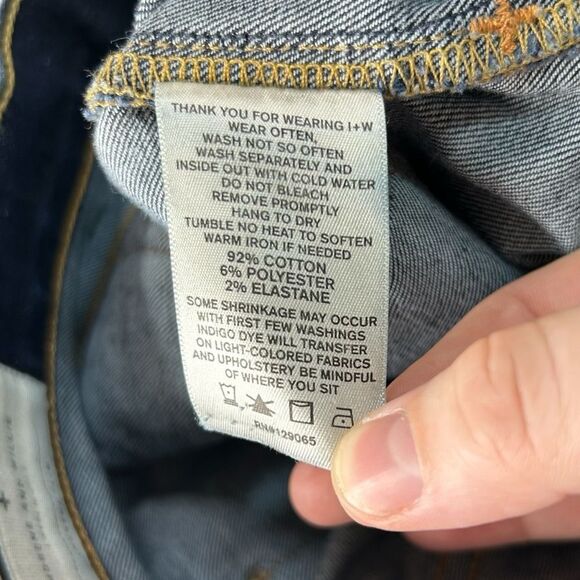 THANK YOU FOR WEARING I+W
WEAR OFTEN,
WASH NOT SO OFTEN
WASH SEPARATELY AND
INSIDE OUT WITH COLD WATER
DO NOT BLEACH
REMOVE PROMPTLY
HANG TO DRY
TUMBLE NO HEAT TO SOFTEN
WARM IRON IF NEEDED
92% COTTON
6% POLYESTER
2% ELASTANE
SOME SHRINKAGE MAY OCCUR
WITH FIRST FEW WASHINGS
INDIGO DYE WILL TRANSFER
ON LIGHT-COLORED FABRICS
AND UPHOLSTERY BE MINDFUL
OF WHERE YOU SIT
RN#129065